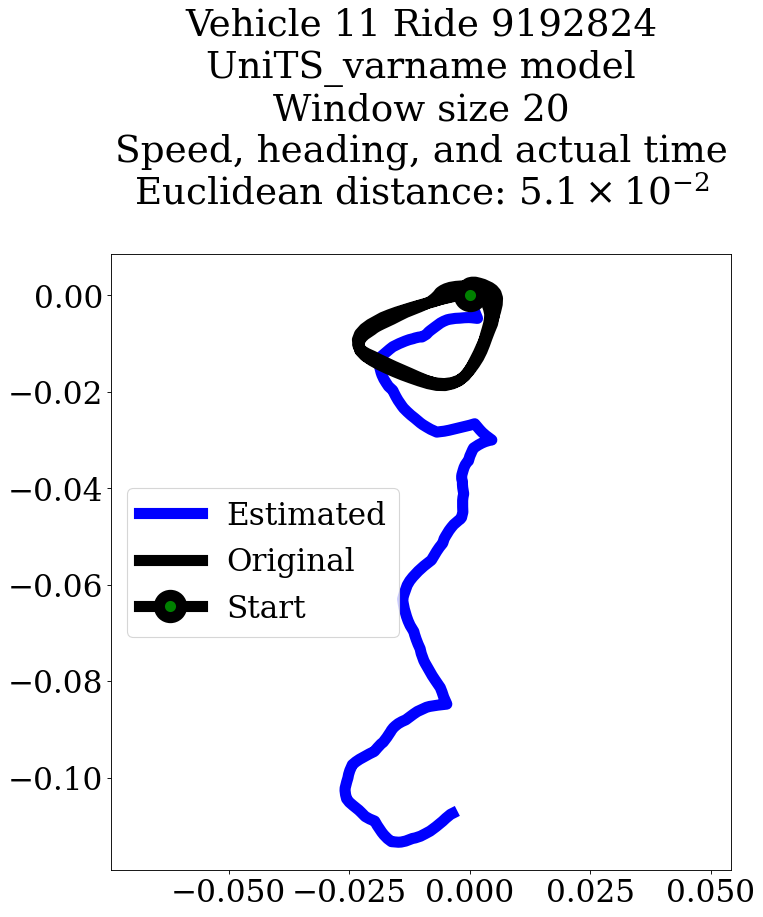 Vehicle 11 Ride 9192824
UniTS_varname model
Window size 20
Speed, heading, and actual time
Euclidean distance: 5.1 × 10⁻²
0.00
−0.02
−0.04
−0.06
−0.08
−0.10
Estimated
Original
Start
−0.050 −0.025 0.000 0.025 0.050